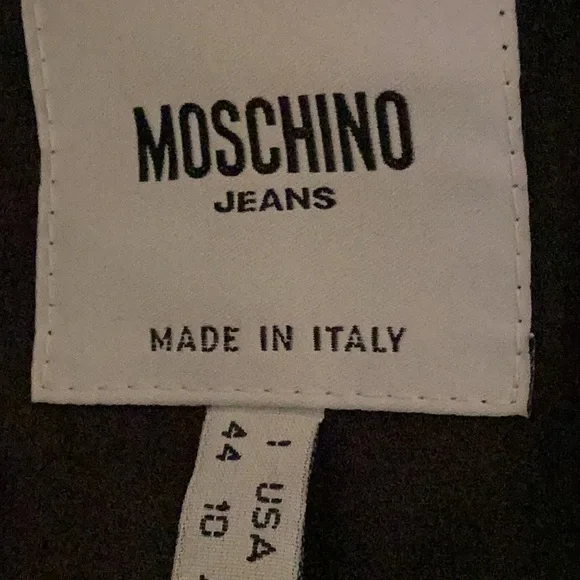 MOSCHINO
JEANS
MADE IN ITALY
I USA
44 10